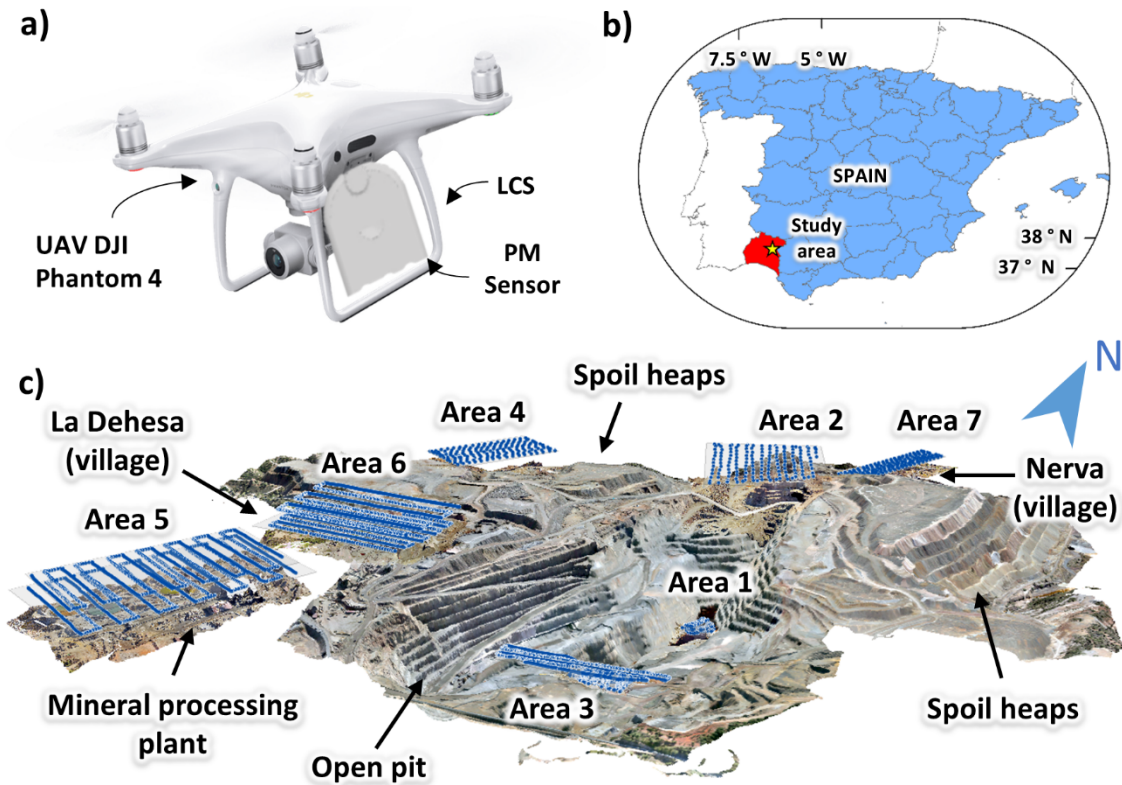 a)
UAV DJI
Phantom 4
LCS
PM
Sensor
b)
7.5 ° W
5 ° W
SPAIN
Study
area
38 ° N
37 ° N
c)
N
Spoil heaps
La Dehesa
(village)
Area 4
Area 2
Area 7
Area 6
Nerva
(village)
Area 5
Area 1
Mineral processing
plant
Area 3
Spoil heaps
Open pit